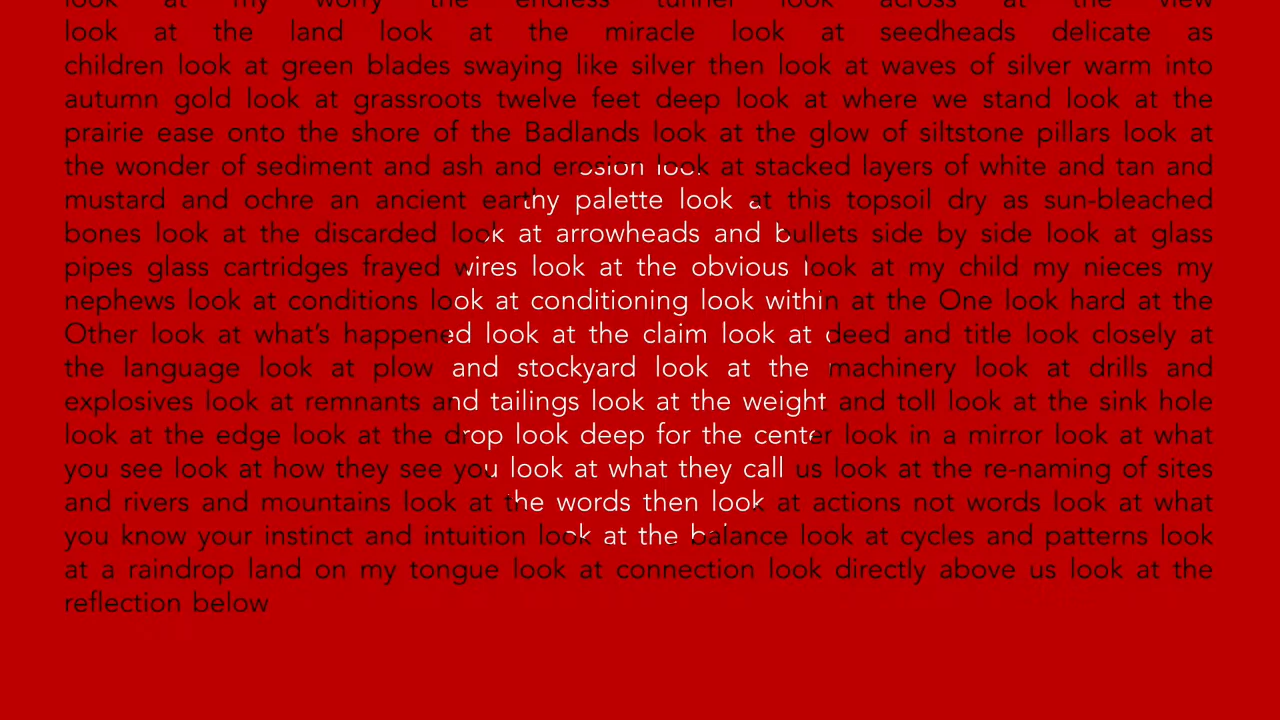 look at my worry the endless tunnel look across at the view
look at the land look at the miracle look at seedheads delicate as
children look at green blades swaying like silver then look at waves of silver warm into
autumn gold look at grassroots twelve feet deep look at where we stand look at the
prairie ease onto the shore of the Badlands look at the glow of siltstone pillars look at
the wonder of sediment and ash and erosion look at stacked layers of white and tan and
mustard and ochre an ancient earthy palette look at this topsoil dry as sun-bleached
bones look at the discarded look at arrowheads and bullets side by side look at glass
pipes glass cartridges frayed wires look at the obvious look at my child my nieces my
nephews look at conditions look at conditioning look within at the One look hard at the
Other look at what’s happened look at the claim look at deed and title look closely at
the language look at plow and stockyard look at the machinery look at drills and
explosives look at remnants and tailings look at the weight and toll look at the sink hole
look at the edge look at the drop look deep for the center look in a mirror look at what
you see look at how they see you look at what they call us look at the re-naming of sites
and rivers and mountains look at the words then look at actions not words look at what
you know your instinct and intuition look at the balance look at cycles and patterns look
at a raindrop land on my tongue look at connection look directly above us look at the
reflection below